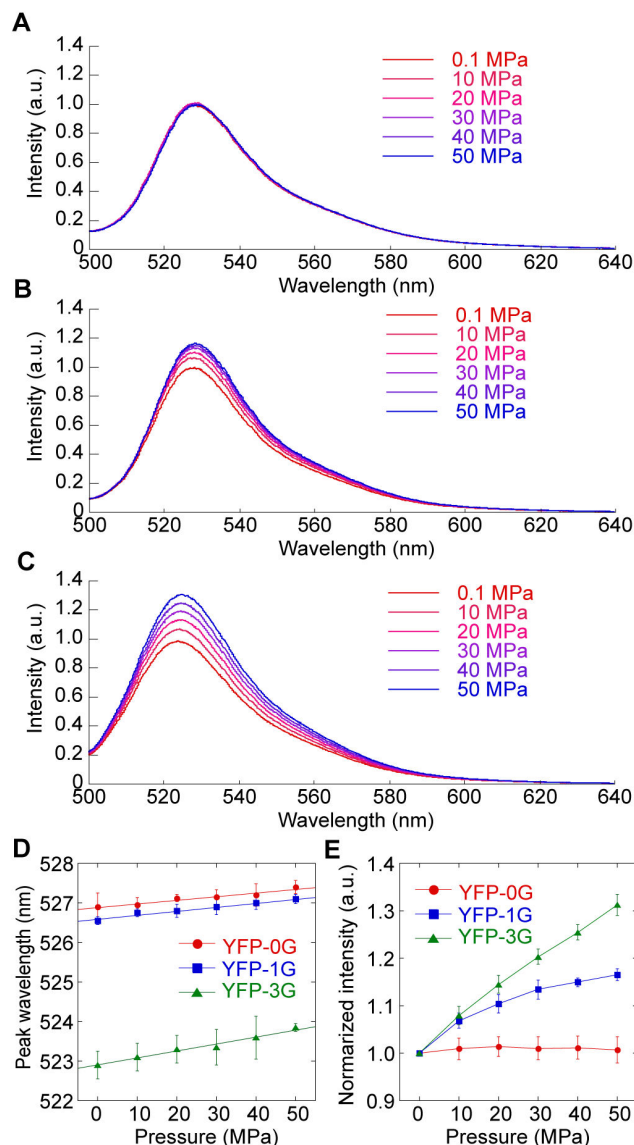 A
1.4
1.2
1.0
0.8
0.6
0.4
0.2
0
Intensity (a.u.)
0.1 MPa
10 MPa
20 MPa
30 MPa
40 MPa
50 MPa
500 520 540 560 580 600 620 640
Wavelength (nm)
B
1.4
1.2
1.0
0.8
0.6
0.4
0.2
0
Intensity (a.u.)
0.1 MPa
10 MPa
20 MPa
30 MPa
40 MPa
50 MPa
500 520 540 560 580 600 620 640
Wavelength (nm)
C
1.4
1.2
1.0
0.8
0.6
0.4
0.2
0
Intensity (a.u.)
0.1 MPa
10 MPa
20 MPa
30 MPa
40 MPa
50 MPa
500 520 540 560 580 600 620 640
Wavelength (nm)
D
528
527
526
525
524
523
522
Peak wavelength (nm)
YFP-0G
YFP-1G
YFP-3G
0 10 20 30 40 50
Pressure (MPa)
E
1.4
1.3
1.2
1.1
1.0
0.9
Normarized intensity (a.u.)
YFP-0G
YFP-1G
YFP-3G
0 10 20 30 40 50
Pressure (MPa)